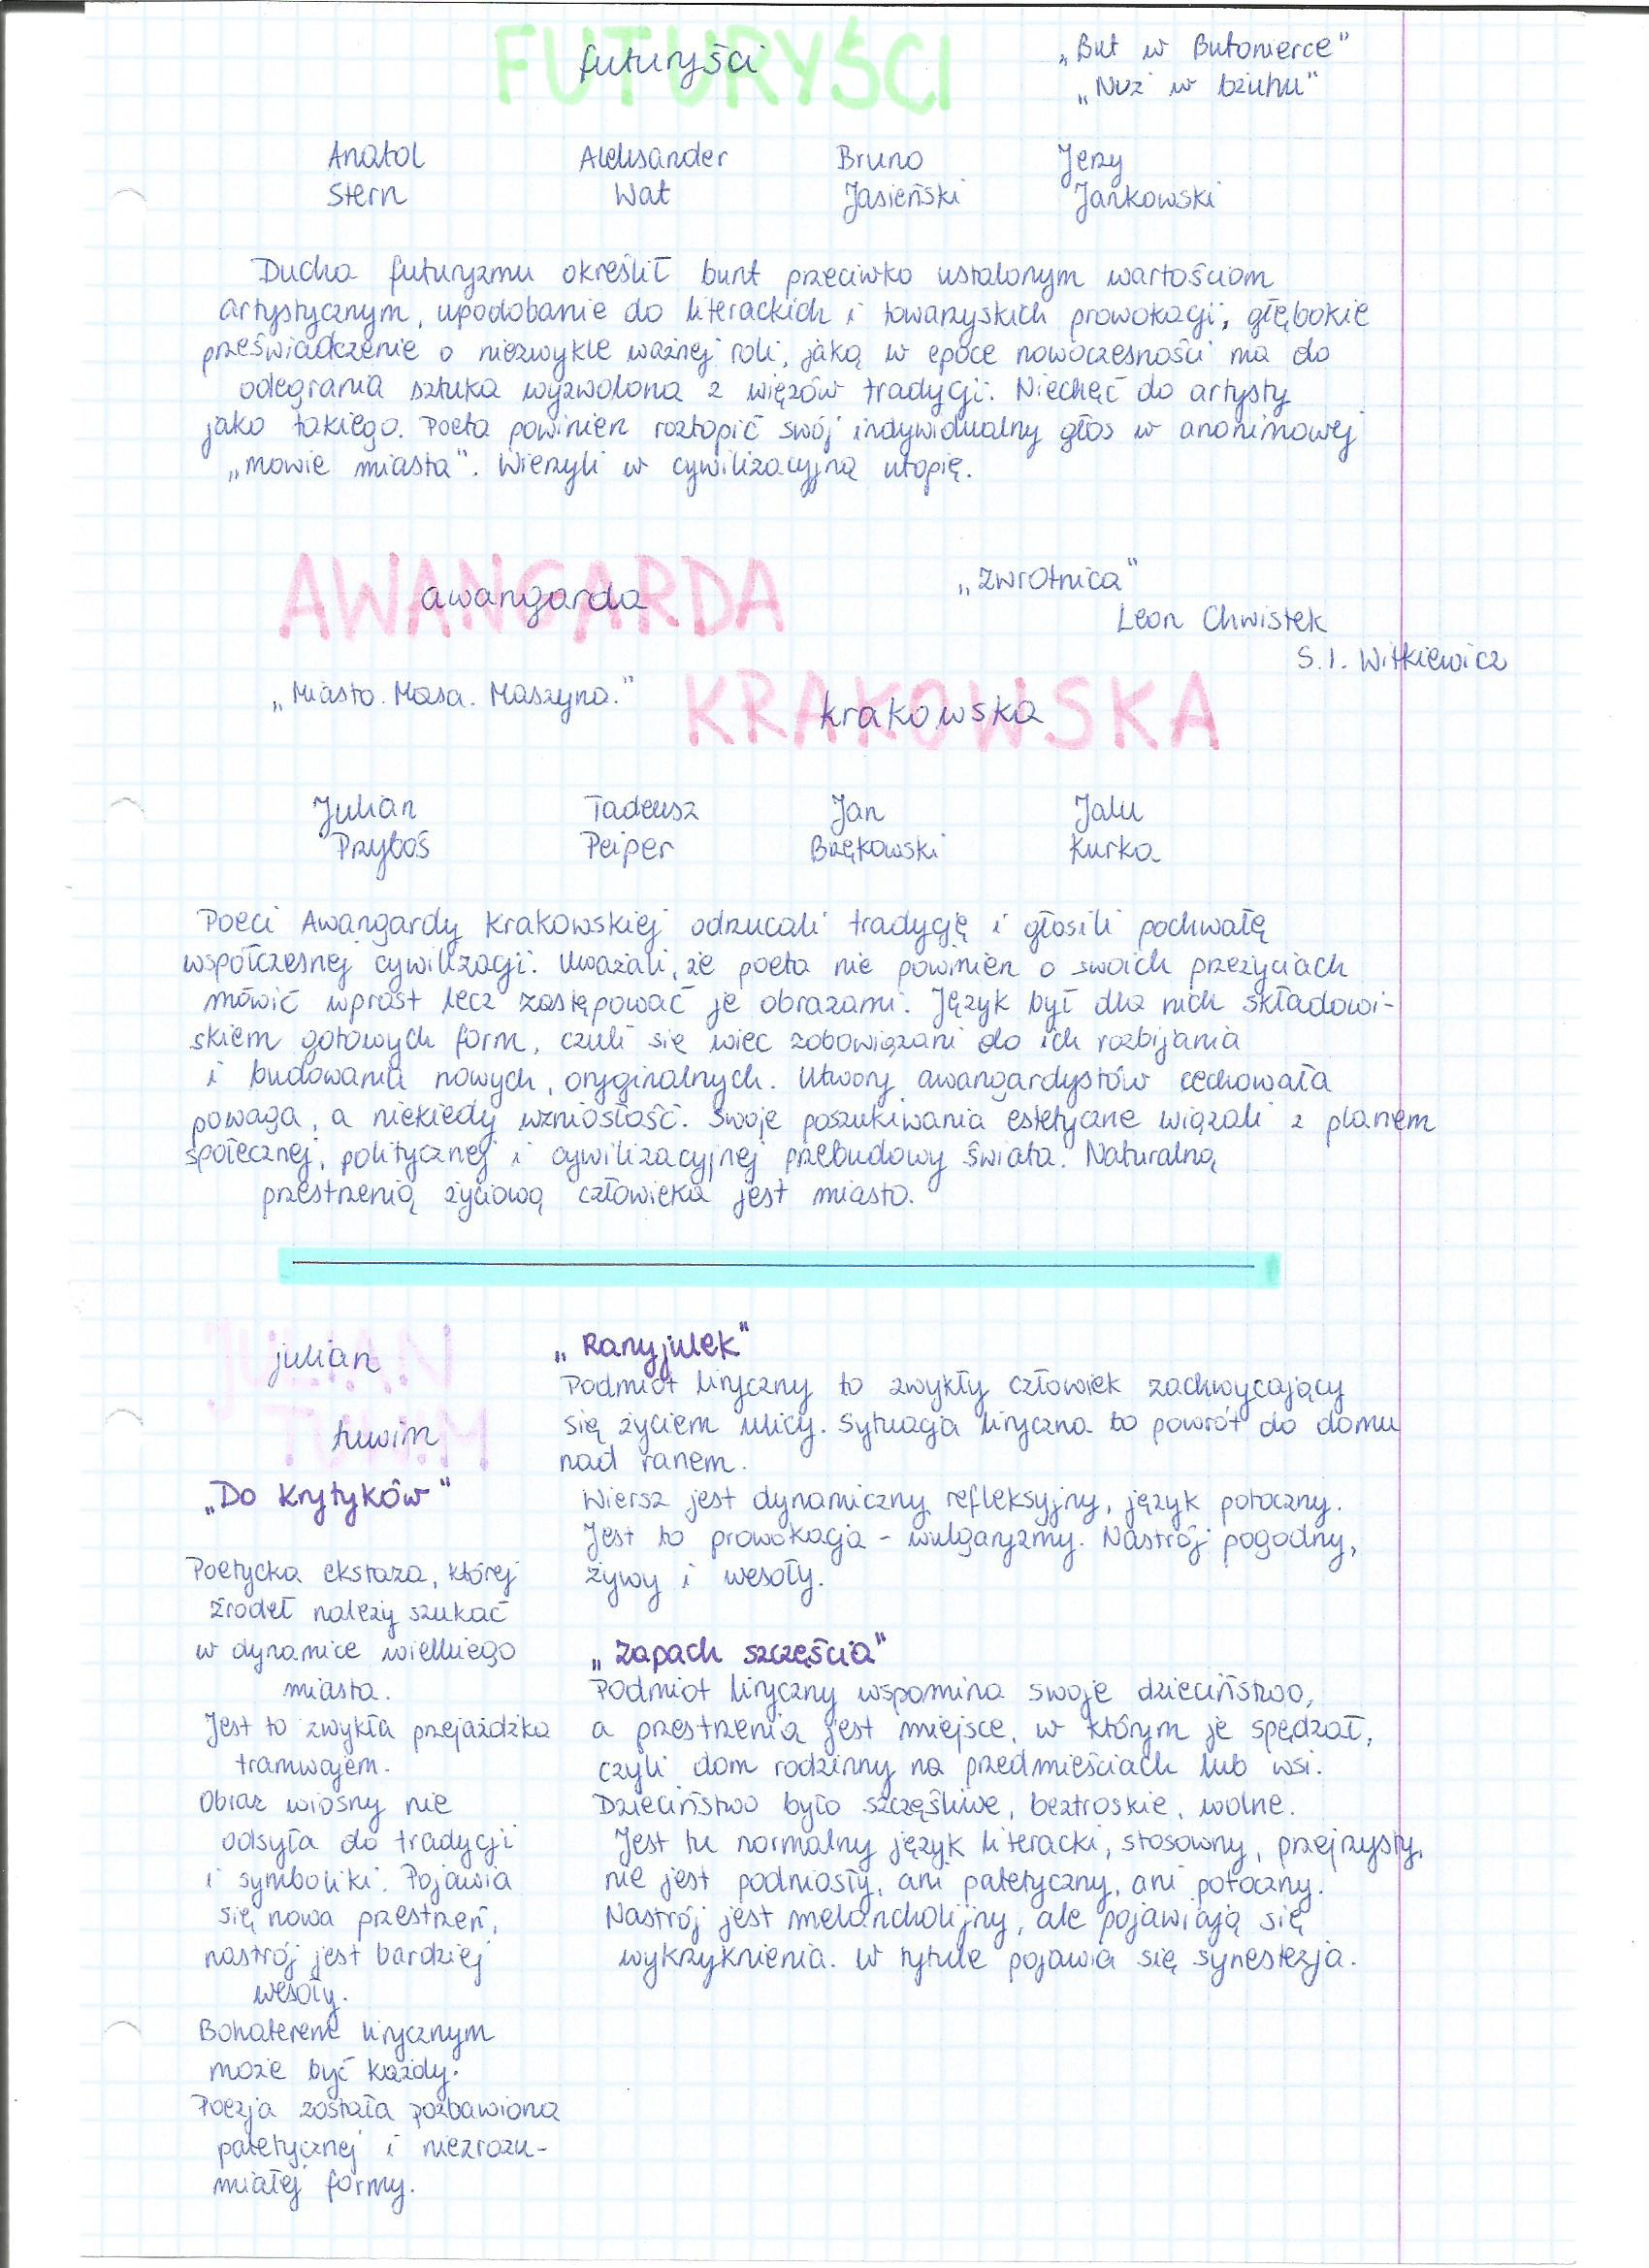 FUTURYŚCI
futuryści
„But w Butonierce”
„Nuż w bżuhu”
Anatol Aleksander Bruno Jerzy
Stern Wat Jasieński Jankowski
Ducha futuryzmu określił bunt przeciwko ustalonym wartościom
artystycznym, upodobanie do literackich i towarzyskich prowokacji, głębokie
przeświadczenie o niezwykle ważnej roli, jaką w epoce nowoczesności ma do
odegrania sztuka wyzwolona z więzów tradycji. Niechęć do artysty
jako takiego. Poeta powinien roztopić swój indywidualny głos w anonimowej
„mowie miasta”. Wierzyli w cywilizacyjną utopię.
AWANGARDA
awangarda
„Zwrotnica”
Leon Chwistek
S.I. Witkiewicz
„Miasto. Masa. Maszyna.”
KRAKOWSKA
krakowska
Julian Tadeusz Jan Jalu
Przyboś Peiper Brzękowski Kurka
Poeci Awangardy Krakowskiej odrzucali tradycję i głosili pochwałę
współczesnej cywilizacji. Uważali, że poeta nie powinien o swoich przeżyciach
mówić wprost lecz zastępować je obrazami. Język był dla nich składowi-
skiem gotowych form, czuli się więc zobowiązani do ich rozbijania
i budowania nowych, oryginalnych. Utwory awangardystów cechowała
powaga, a niekiedy wzniosłość. Swoje poszukiwania estetyczne wiązali z planem
społecznej, politycznej i cywilizacyjnej przebudowy świata. Naturalną
przestrzenią życiową człowieka jest miasto.
JULIAN
julian
TUWIM
tuwim
„Do Krytyków”
Poetycka ekstaza, której
źródeł należy szukać
w dynamice wielkiego
miasta.
Jest to zwykła przejażdżka
tramwajem.
Obraz wiosny nie
odsyła do tradycji
i symboliki. Pojawia
się nowa przestrzeń,
nastrój jest bardziej
wesoły.
Bohaterem lirycznym
może być każdy.
Poezja została pozbawiona
patetycznej i niezrozu-
miałej formy.
„Ranyjulek”
Podmiot liryczny to zwykły człowiek zachwycający
się życiem ulicy. Sytuacja liryczna to powrót do domu
nad ranem.
Wiersz jest dynamiczny, refleksyjny, język potoczny.
Jest to prowokacja - wulgaryzmy. Nastrój pogodny,
żywy i wesoły.
„Zapach szczęścia”
Podmiot liryczny wspomina swoje dzieciństwo,
a przestrzenią jest miejsce, w którym je spędzał,
czyli dom rodzinny na przedmieściach lub wsi.
Dzieciństwo było szczęśliwe, beztroskie, wolne.
Jest tu normalny język literacki, stosowny, przejrzysty,
nie jest podniosły, ani patetyczny, ani potoczny.
Nastrój jest melancholijny, ale pojawiają się
wykrzyknienia. W tytule pojawia się synestezja.